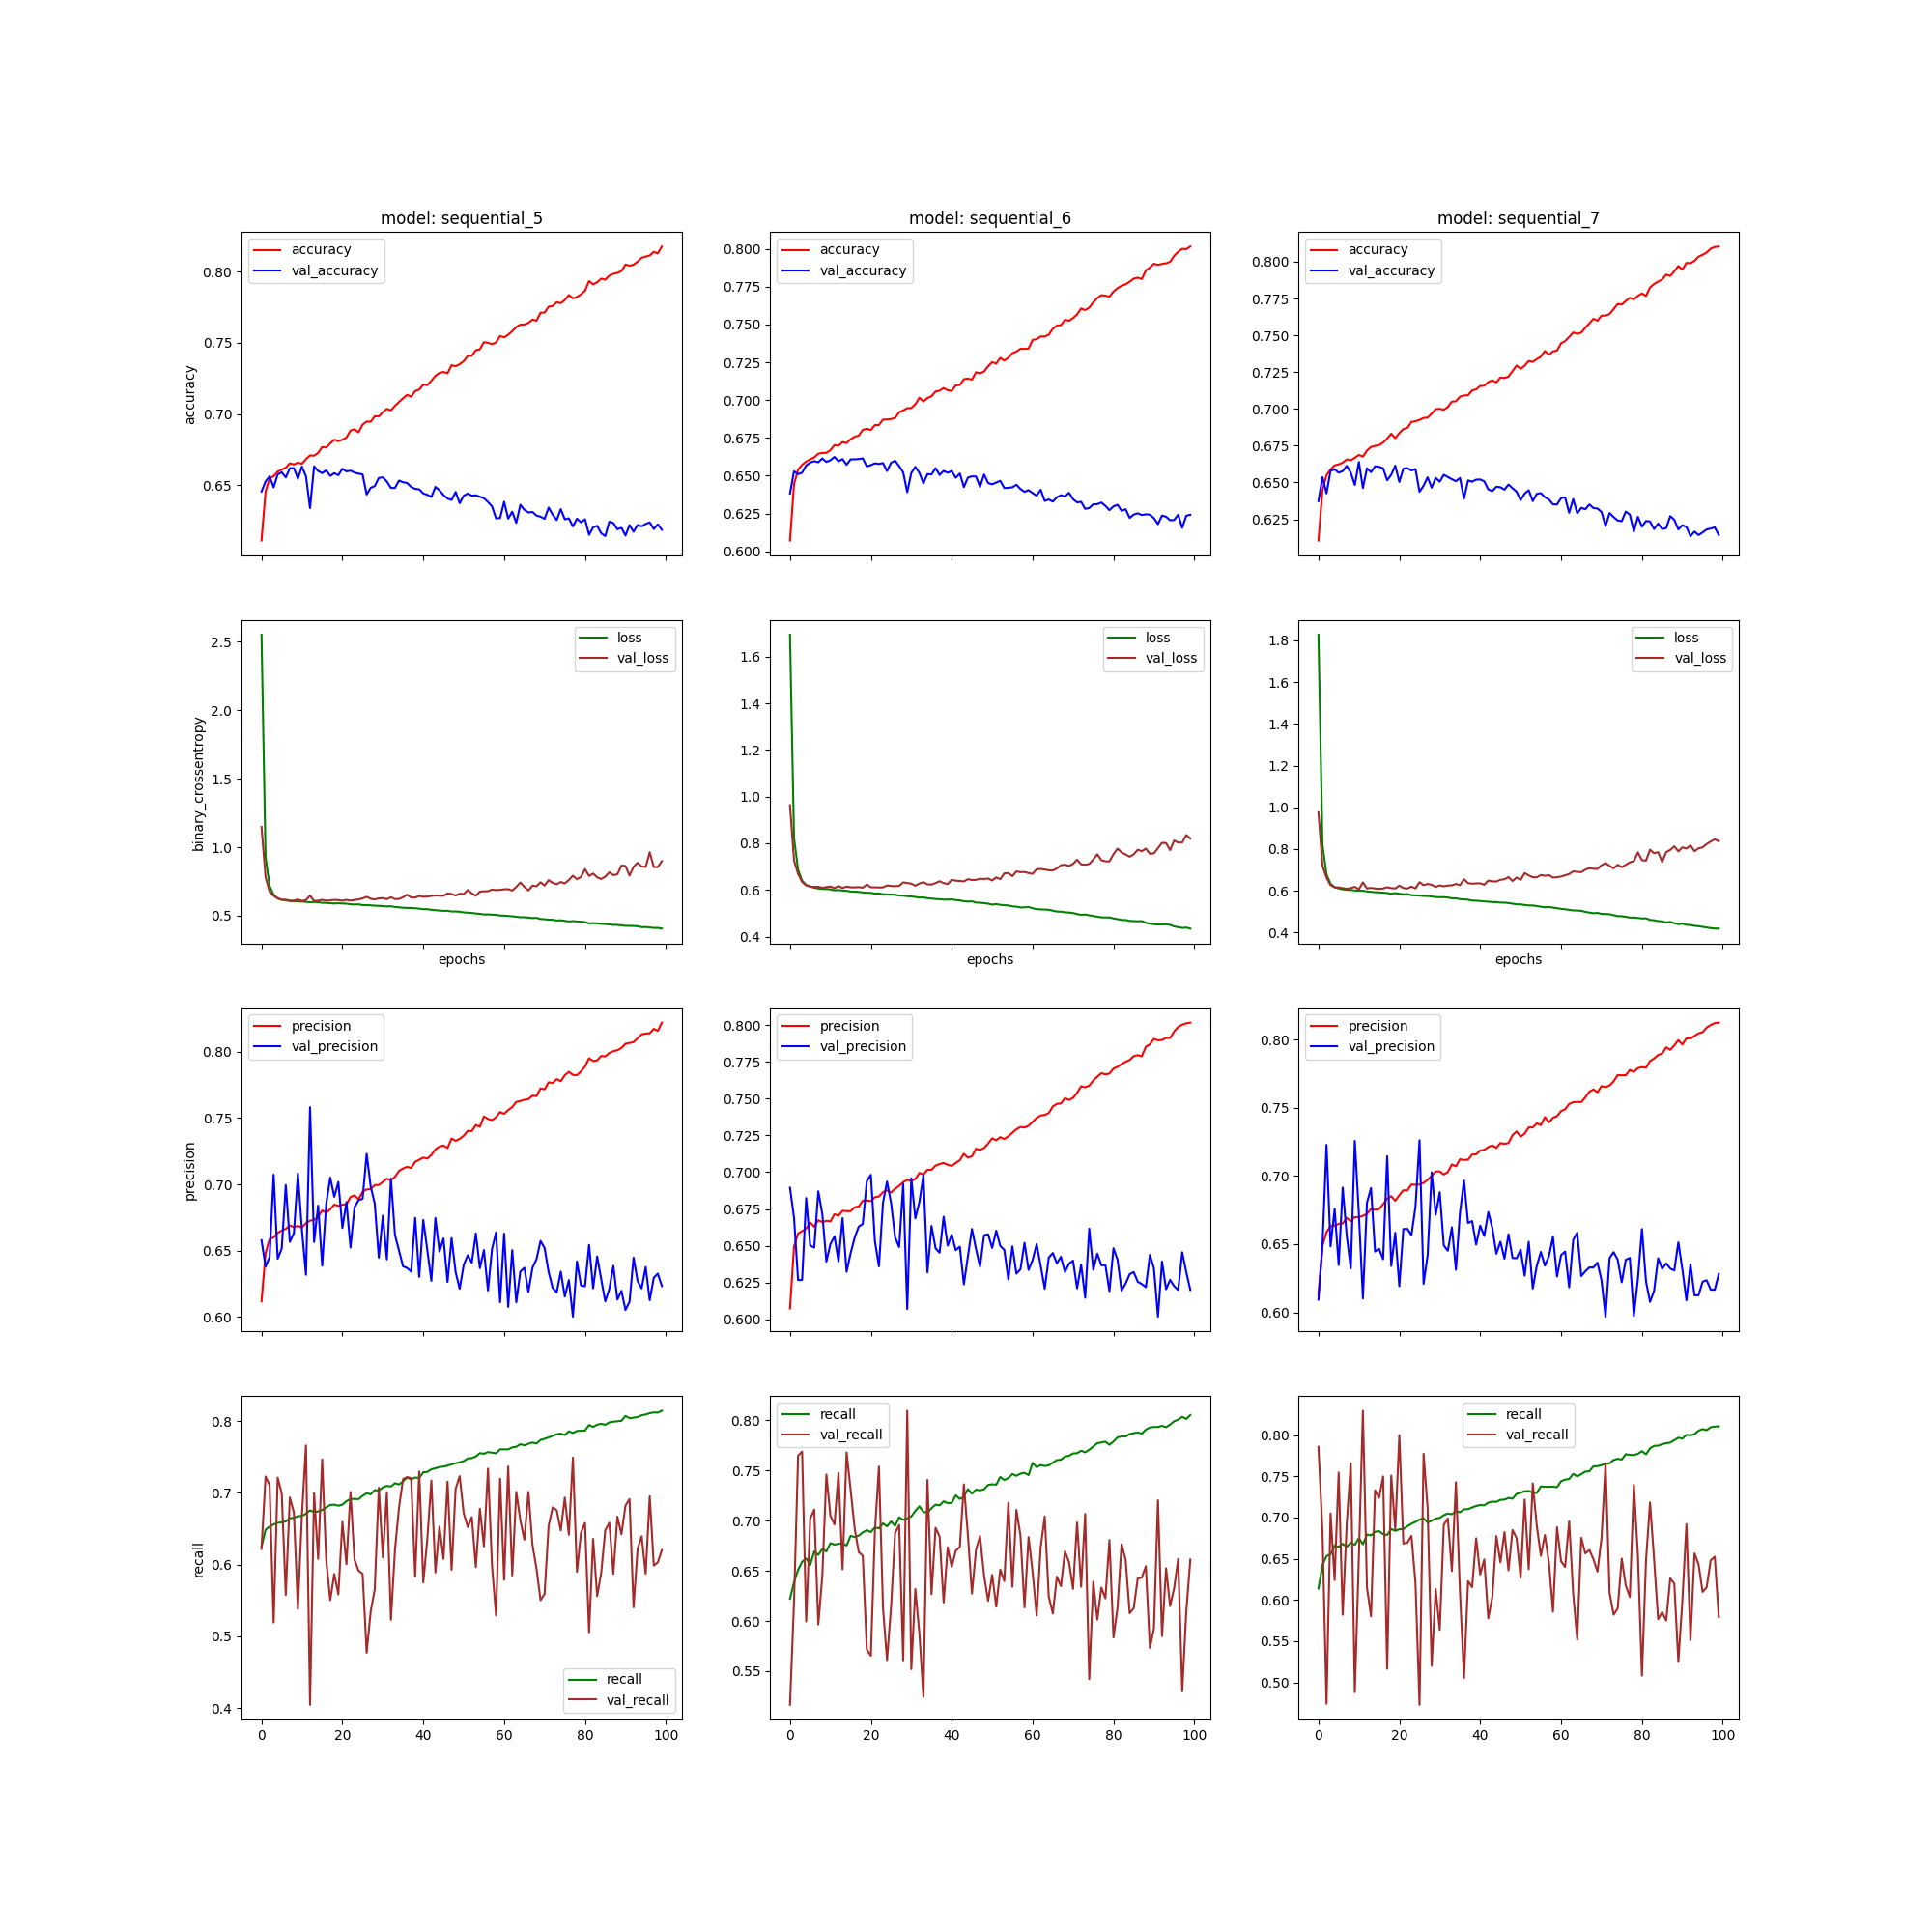 model: sequential_5
model: sequential_6
model: sequential_7
accuracy
val_accuracy
0.80
0.75
0.70
0.65
accuracy
accuracy
val_accuracy
0.800
0.775
0.750
0.725
0.700
0.675
0.650
0.625
0.600
accuracy
val_accuracy
0.800
0.775
0.750
0.725
0.700
0.675
0.650
0.625
loss
val_loss
2.5
2.0
1.5
1.0
0.5
binary_crossentropy
epochs
loss
val_loss
1.6
1.4
1.2
1.0
0.8
0.6
0.4
epochs
loss
val_loss
1.8
1.6
1.4
1.2
1.0
0.8
0.6
0.4
epochs
precision
val_precision
0.80
0.75
0.70
0.65
0.60
precision
precision
val_precision
0.800
0.775
0.750
0.725
0.700
0.675
0.650
0.625
0.600
precision
val_precision
0.80
0.75
0.70
0.65
0.60
recall
val_recall
0.8
0.7
0.6
0.5
0.4
recall
0 20 40 60 80 100
recall
val_recall
0.80
0.75
0.70
0.65
0.60
0.55
0 20 40 60 80 100
recall
val_recall
0.80
0.75
0.70
0.65
0.60
0.55
0.50
0 20 40 60 80 100